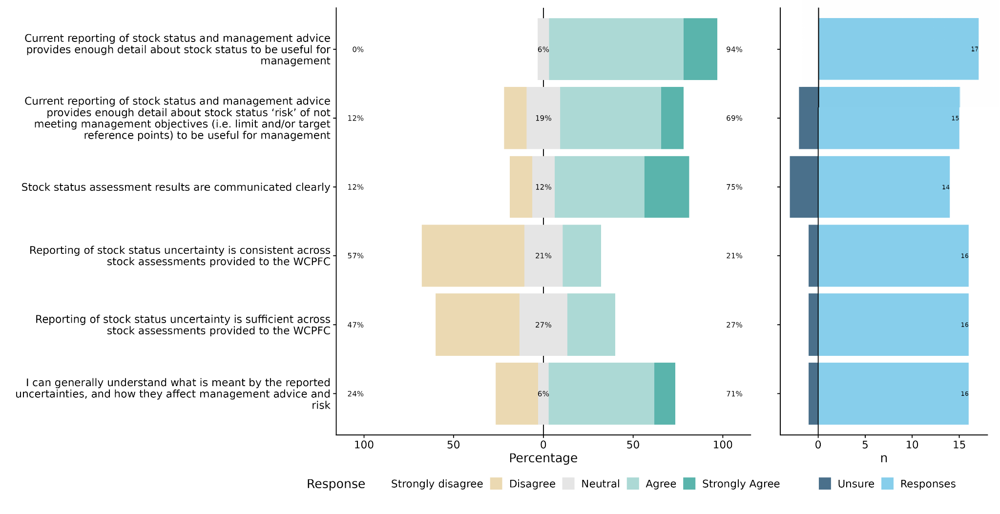 Current reporting of stock status and management advice
provides enough detail about stock status to be useful for
management
0%
6%
94%
17
Current reporting of stock status and management advice
provides enough detail about stock status ‘risk’ of not
meeting management objectives (i.e. limit and/or target
reference points) to be useful for management
12%
19%
69%
15
Stock status assessment results are communicated clearly
12%
12%
75%
14
Reporting of stock status uncertainty is consistent across
stock assessments provided to the WCPFC
57%
21%
21%
16
Reporting of stock status uncertainty is sufficient across
stock assessments provided to the WCPFC
47%
27%
27%
16
I can generally understand what is meant by the reported
uncertainties, and how they affect management advice and
risk
24%
6%
71%
16
100 50 0 50 100
0 5 10 15
Percentage
n
Response Strongly disagree Disagree Neutral Agree Strongly Agree Unsure Responses